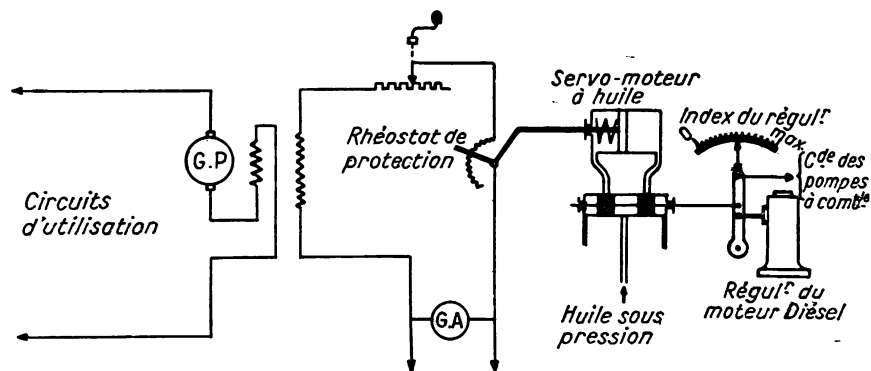 Servo-moteur
à huile
Index du régulʳ
max.
Rhéostat de
protection
G.P
Cᵈᵉ des
pompes
à combᵗˡᵉ
Circuits
d'utilisation
G.A
Huile sous
pression
Régulʳ du
moteur Diésel